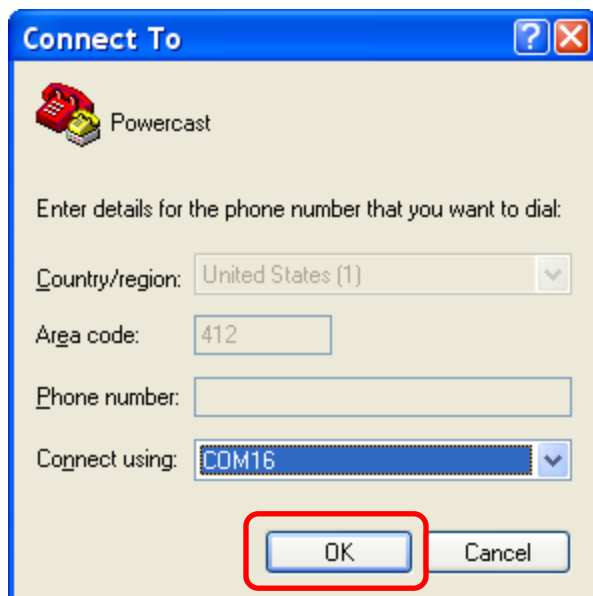 Connect To
Powercast
Enter details for the phone number that you want to dial:
Country/region: United States (1)
Area code: 412
Phone number:
Connect using: COM16
OK Cancel